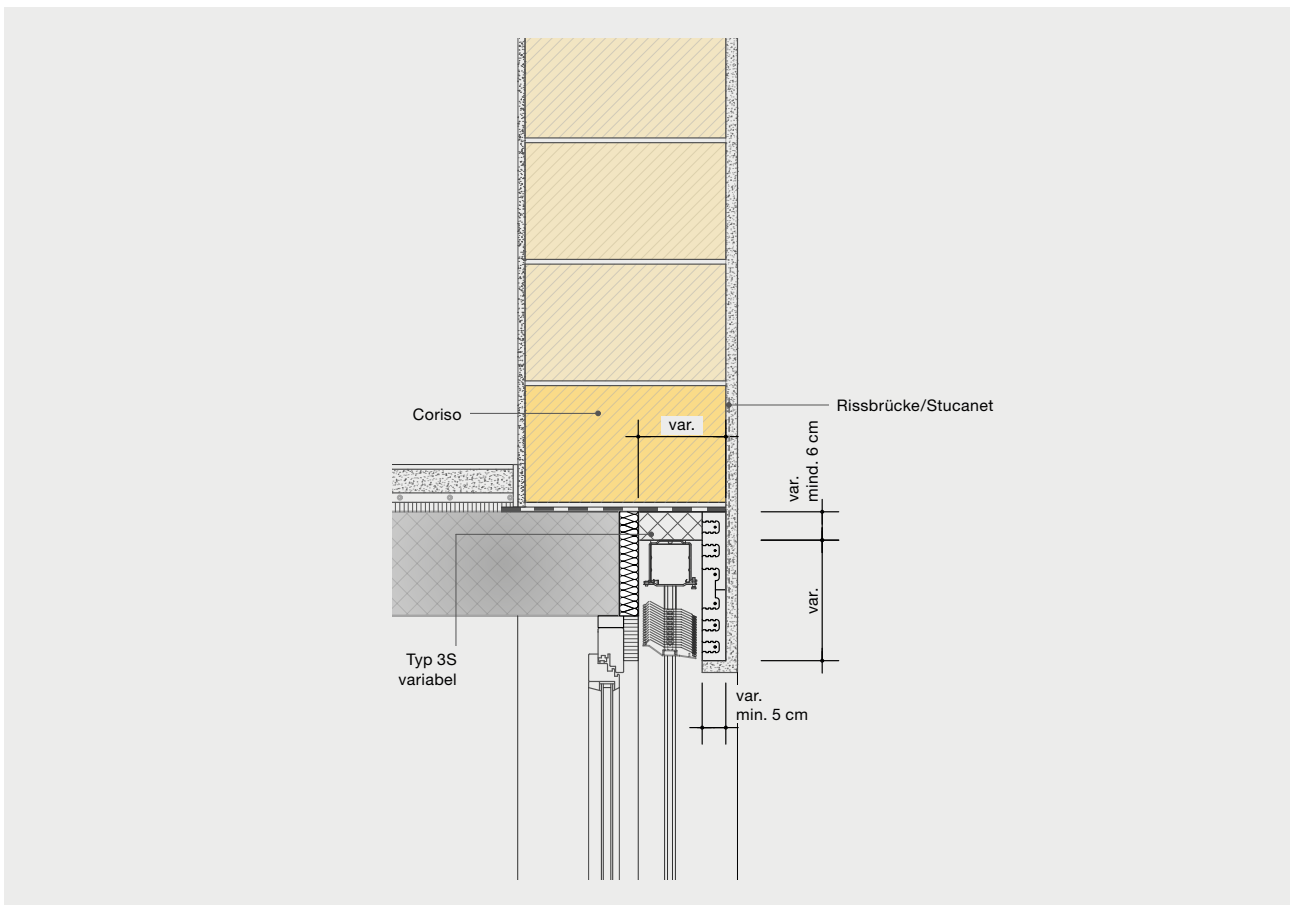 Coriso
var.
Rissbrücke/Stucanet
var.
mind. 6 cm
var.
Typ 3S
variabel
var.
min. 5 cm